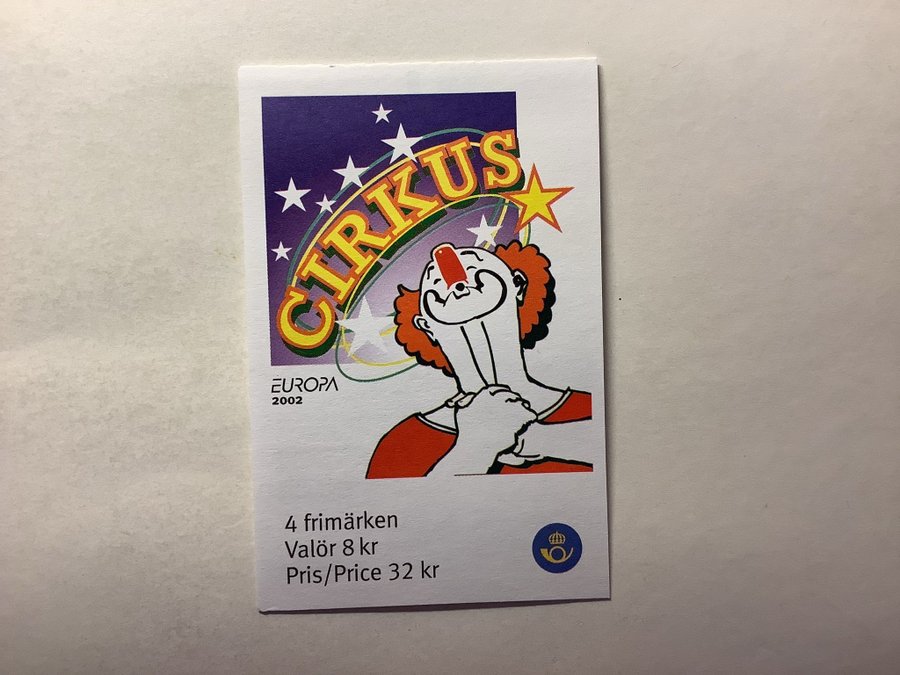 CIRKUS
EUROPA
2002
4 frimärken
Valör 8 kr
Pris/Price 32 kr